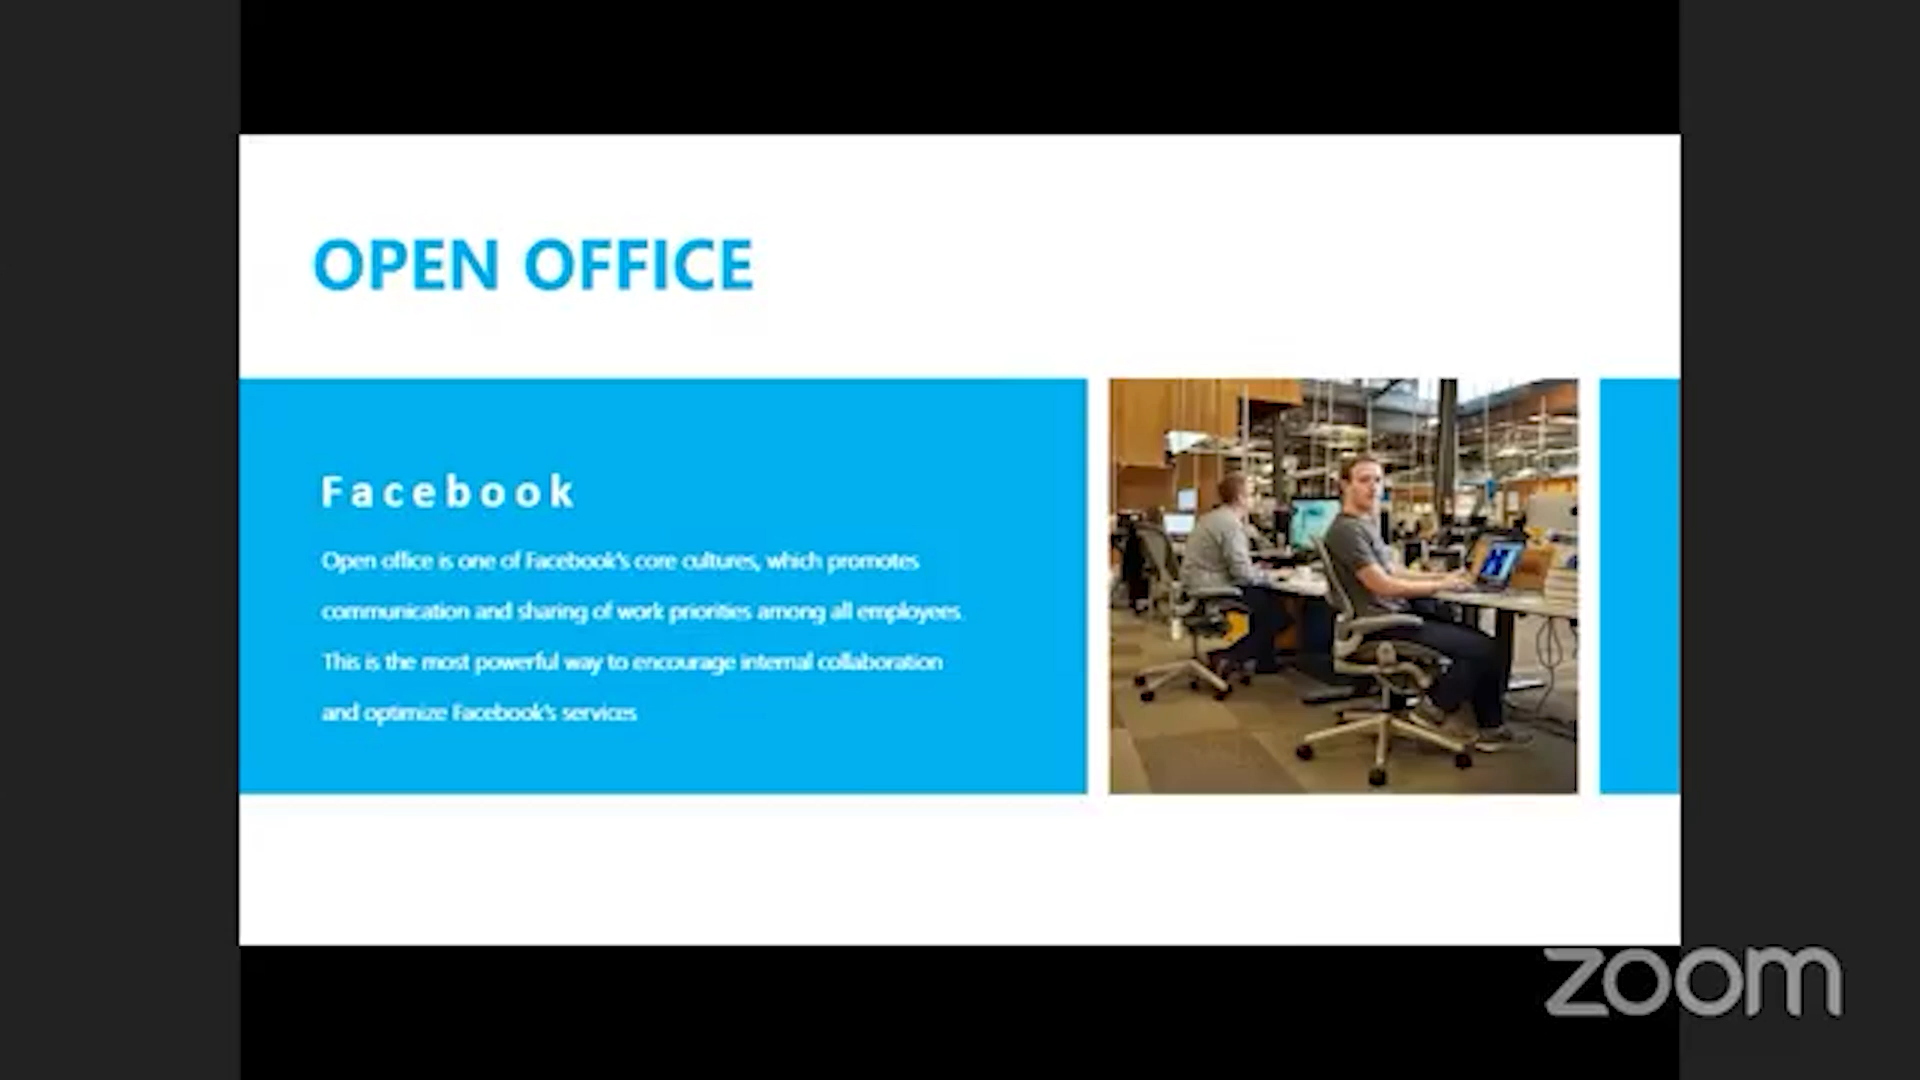 OPEN OFFICE
Facebook
Open office is one of Facebook's core cultures, which promotes
communication and sharing of work priorities among all employees.
This is the most powerful way to encourage internal collaboration
and optimize Facebook's services
zoom